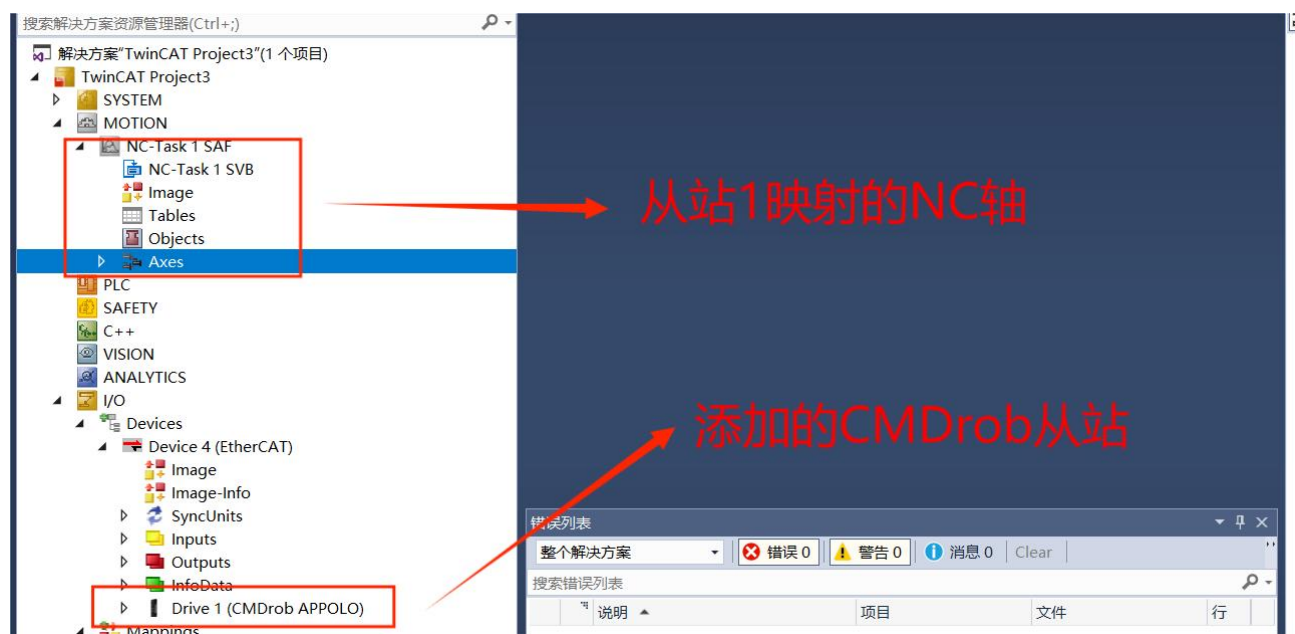 搜索解决方案资源管理器(Ctrl+;)
解决方案"TwinCAT Project3"(1 个项目)
TwinCAT Project3
SYSTEM
MOTION
NC-Task 1 SAF
NC-Task 1 SVB
Image
Tables
Objects
Axes
PLC
SAFETY
C++
VISION
ANALYTICS
I/O
Devices
Device 4 (EtherCAT)
Image
Image-Info
SyncUnits
Inputs
Outputs
InfoData
Drive 1 (CMDrob APPOLO)
Mappings
从站1映射的NC轴
添加的CMDrob从站
错误列表
整个解决方案 错误 0 警告 0 消息 0 Clear
搜索错误列表
说明 项目 文件 行